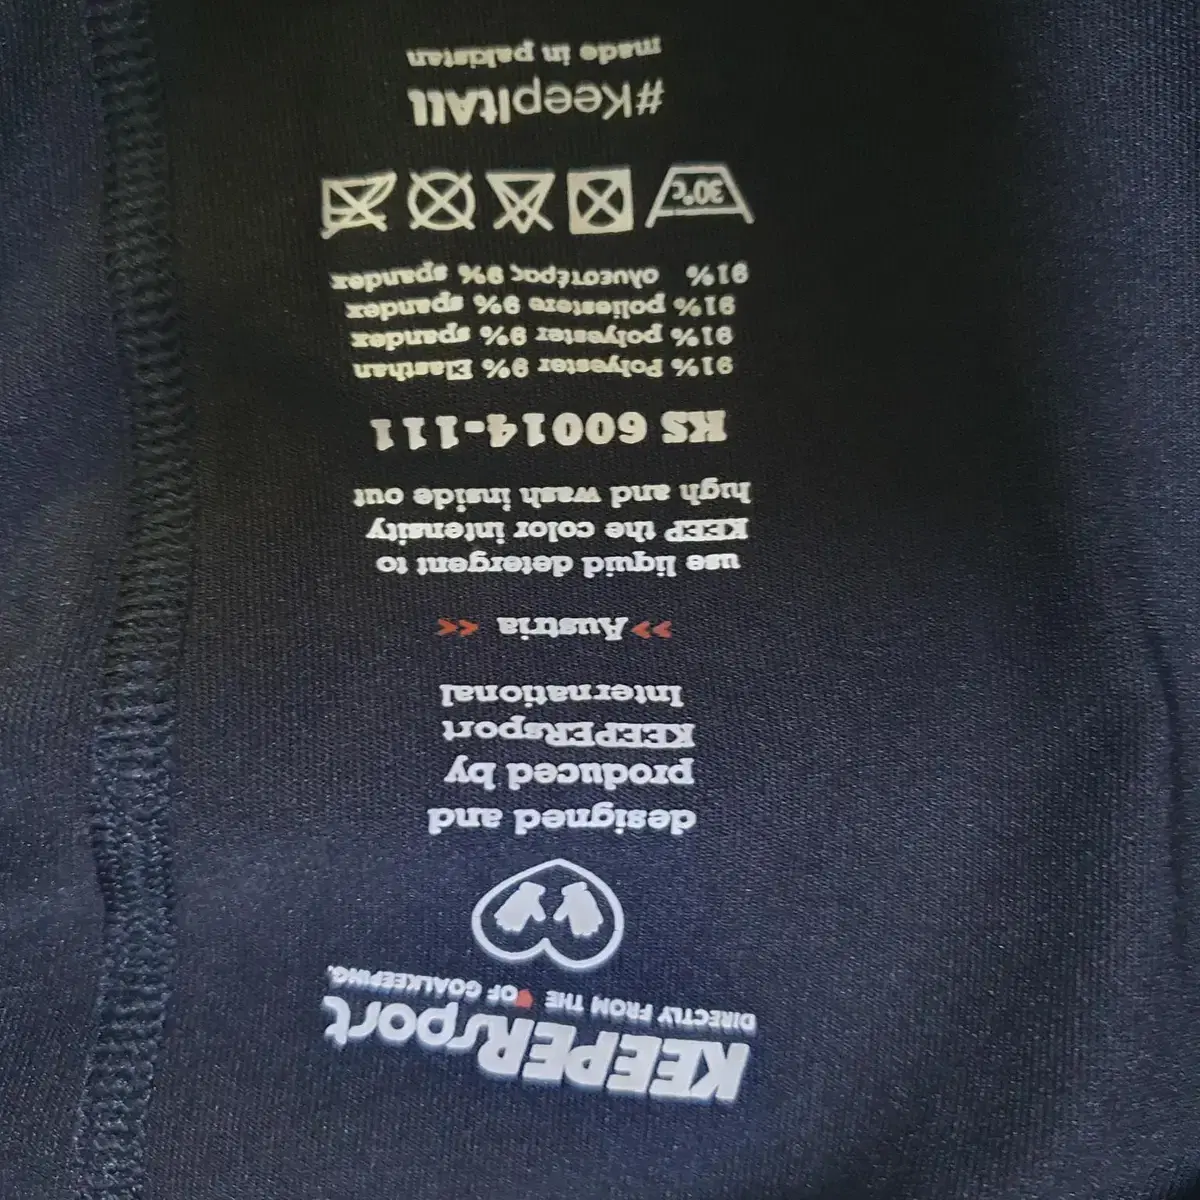 KEEPERsport
DIRECTLY FROM THE ♥ OF GOALKEEPING.
designed and
produced by
KEEPERsport
International
>> Austria <<
use liquid detergent to
KEEP the color intensity
high and wash inside out
KS 60014-111
91% Polyester 9% Elasthan
91% polyester 9% spandex
91% poliestere 9% spandex
91% ολυεστέρας 9% spandex
30°c
#KeepItAll
made in pakistan